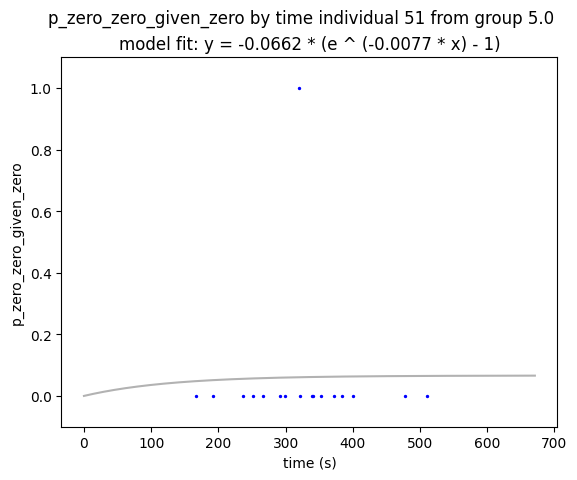 p_zero_zero_given_zero by time individual 51 from group 5.0
model fit: y = -0.0662 * (e ^ (-0.0077 * x) - 1)
1.0
0.8
0.6
0.4
0.2
0.0
p_zero_zero_given_zero
0 100 200 300 400 500 600 700
time (s)